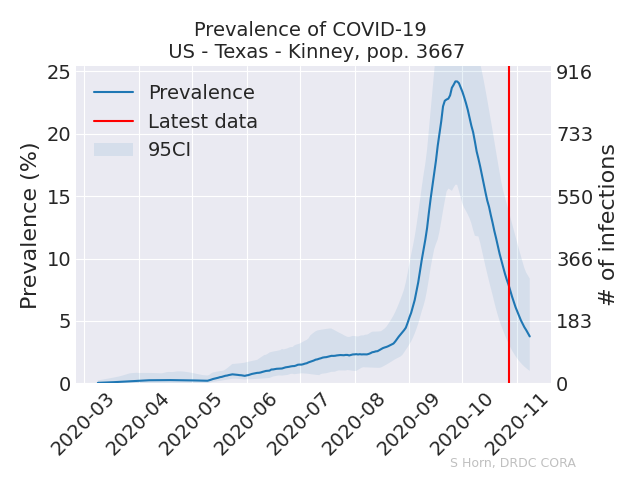 Prevalence of COVID-19
US - Texas - Kinney, pop. 3667
Prevalence (%)
25
20
15
10
5
0
Prevalence
Latest data
95CI
916
733
550
366
183
0
# of infections
2020-03
2020-04
2020-05
2020-06
2020-07
2020-08
2020-09
2020-10
2020-11
S Horn, DRDC CORA